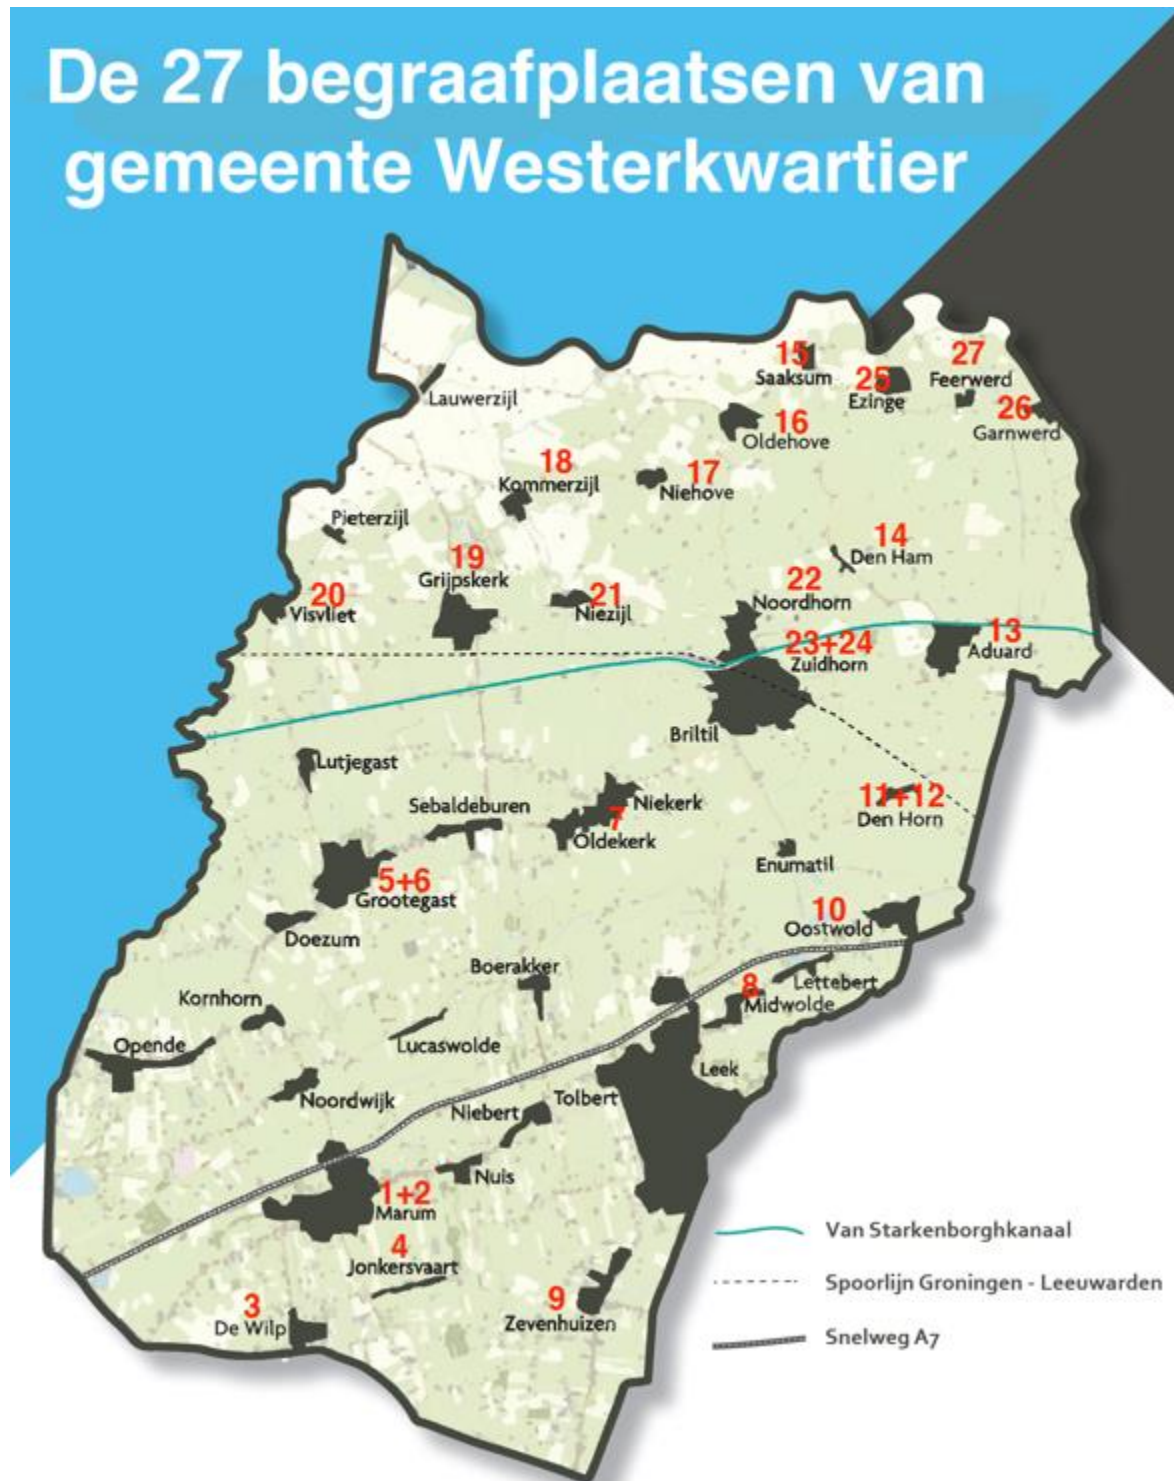 De 27 begraafplaatsen van
gemeente Westerkwartier
15
Saaksum
25
Ezinge
27
Feerwerd
26
Garnwerd
Lauwerzijl
16
Oldehove
18
Kommerzijl
17
Niehove
Pieterzijl
14
Den Ham
19
Grijpskerk
20
Visvliet
21
Niezijl
22
Noordhorn
23+24
Zuidhorn
13
Aduard
Briltil
Lutjegast
Sebaldeburen
Niekerk
7
Oldekerk
11+12
Den Horn
Enumatil
5+6
Grootegast
10
Oostwold
Doezum
Boerakker
Lettebert
8
Midwolde
Kornhorn
Opende
Lucaswolde
Leek
Noordwijk
Niebert
Tolbert
Nuis
1+2
Marum
4
Jonkersvaart
3
De Wilp
9
Zevenhuizen
Van Starkenborghkanaal
Spoorlijn Groningen - Leeuwarden
Snelweg A7